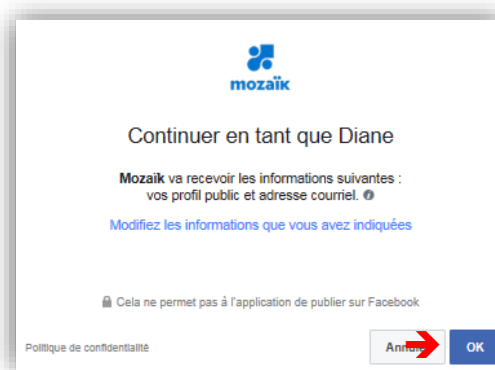 mozaïk
Continuer en tant que Diane
Mozaïk va recevoir les informations suivantes :
vos profil public et adresse courriel.
Modifiez les informations que vous avez indiquées
Cela ne permet pas à l'application de publier sur Facebook
Politique de confidentialité
OK